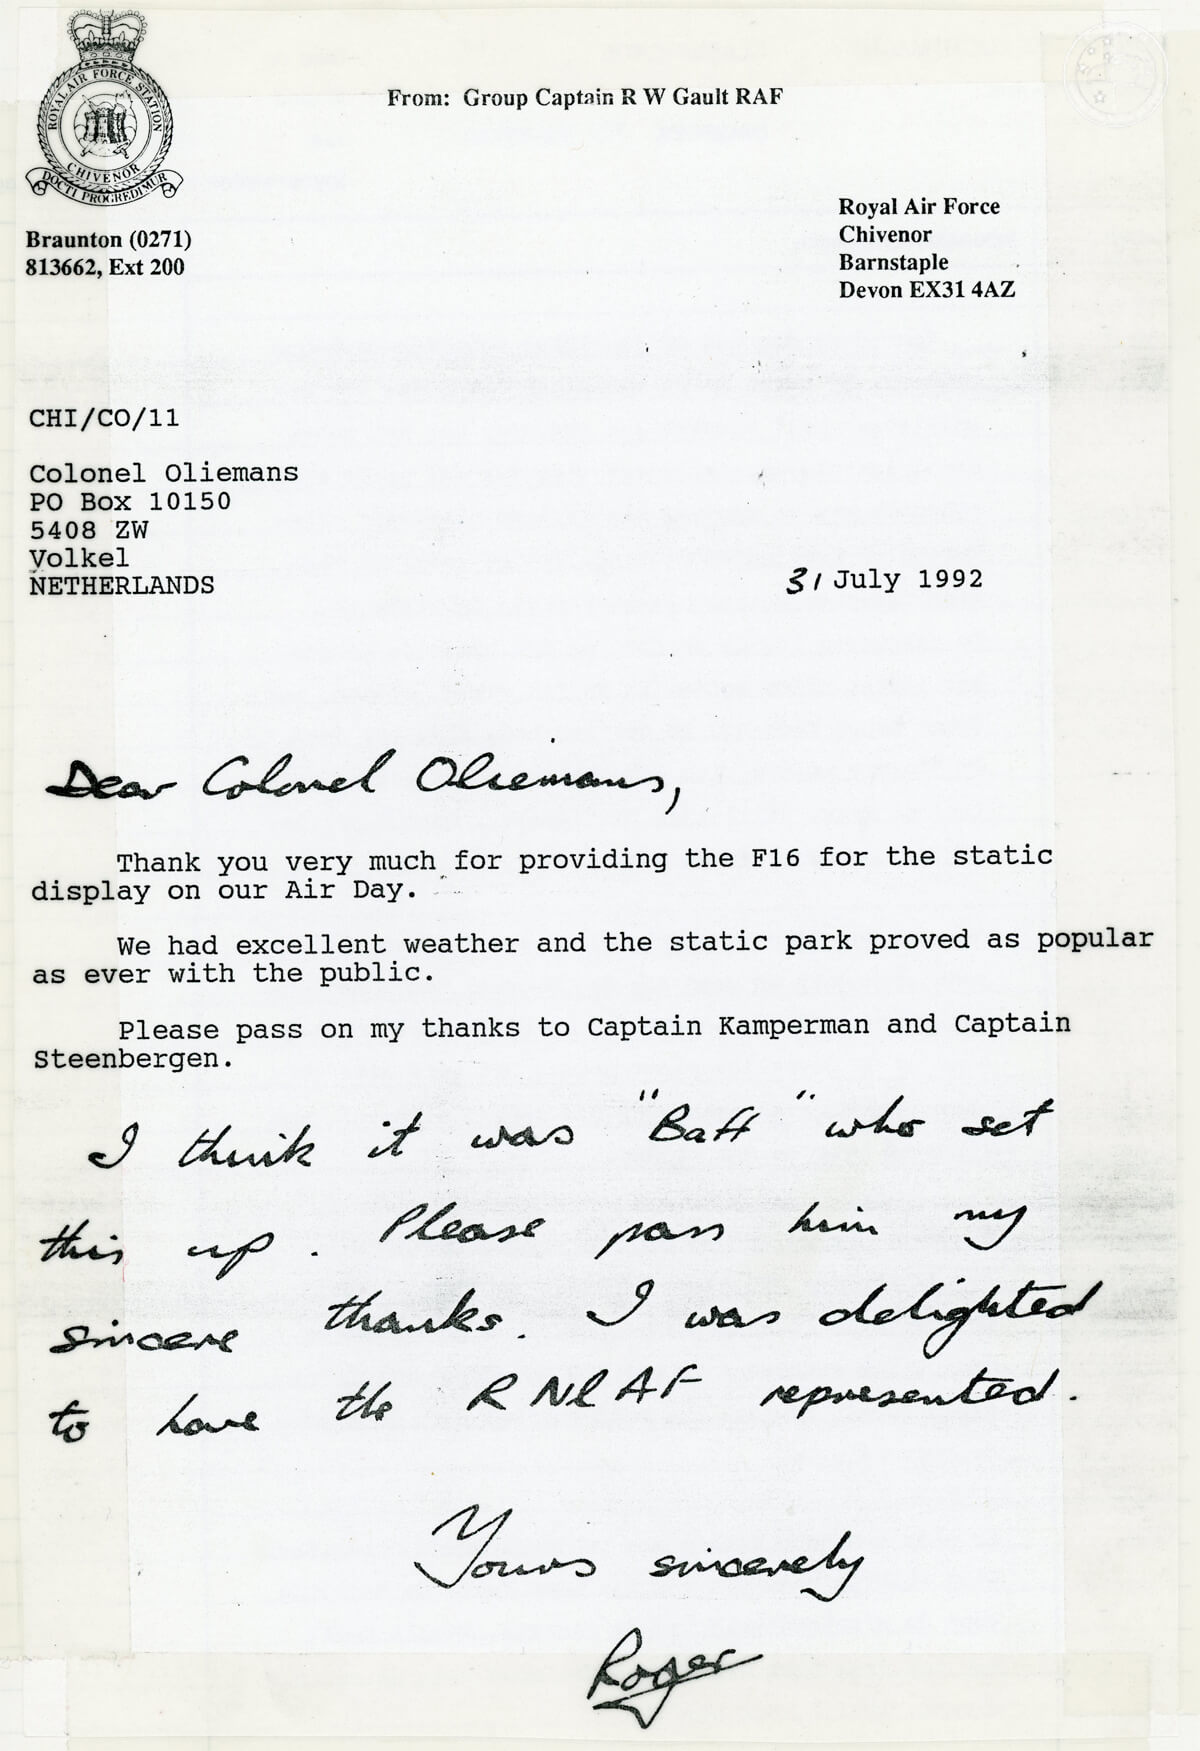 ROYAL AIR FORCE STATION
CHIVENOR
DOCTI PROGREDIMUR
From: Group Captain R W Gault RAF
Braunton (0271)
813662, Ext 200
Royal Air Force
Chivenor
Barnstaple
Devon EX31 4AZ
CHI/CO/11
Colonel Oliemans
PO Box 10150
5408 ZW
Volkel
NETHERLANDS
31 July 1992
Dear Colonel Oliemans,
Thank you very much for providing the F16 for the static
display on our Air Day.
We had excellent weather and the static park proved as popular
as ever with the public.
Please pass on my thanks to Captain Kamperman and Captain
Steenbergen.
I think it was "Baff" who set
this up. Please pass him my
sincere thanks. I was delighted
to have the RNLAF represented.
Yours sincerely
Roger